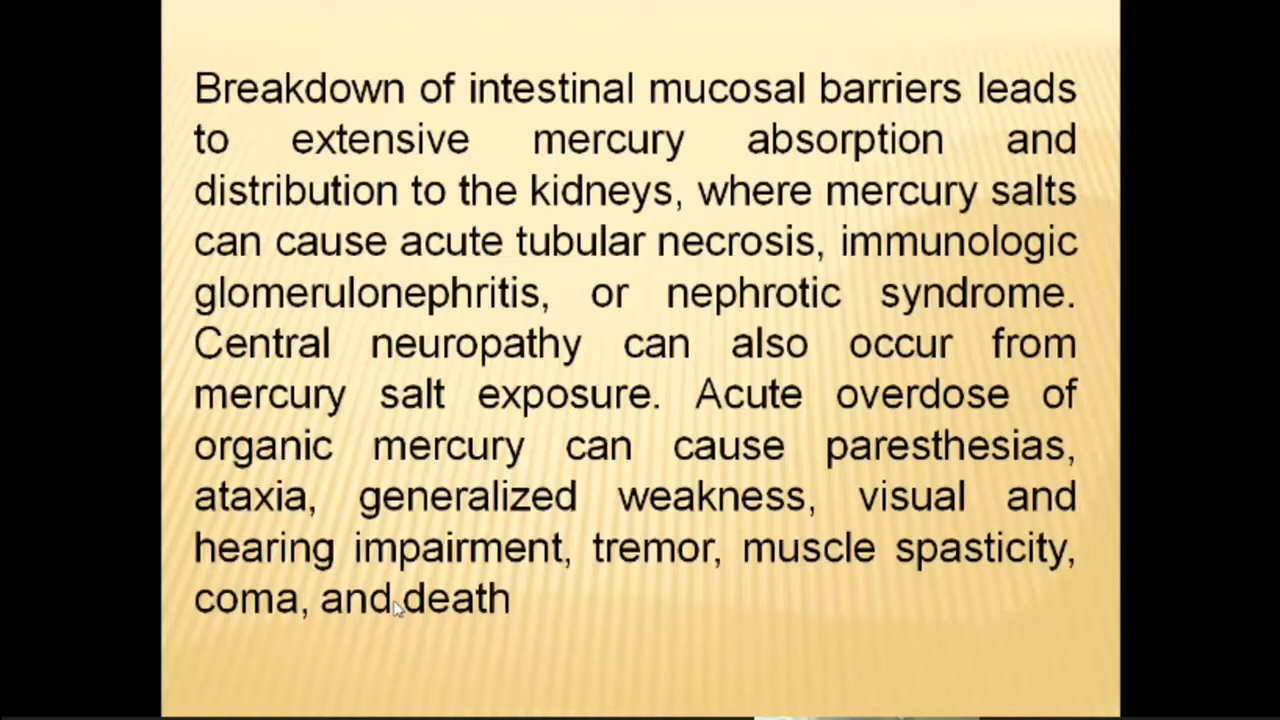 Breakdown of intestinal mucosal barriers leads
to extensive mercury absorption and
distribution to the kidneys, where mercury salts
can cause acute tubular necrosis, immunologic
glomerulonephritis, or nephrotic syndrome.
Central neuropathy can also occur from
mercury salt exposure. Acute overdose of
organic mercury can cause paresthesias,
ataxia, generalized weakness, visual and
hearing impairment, tremor, muscle spasticity,
coma, and death